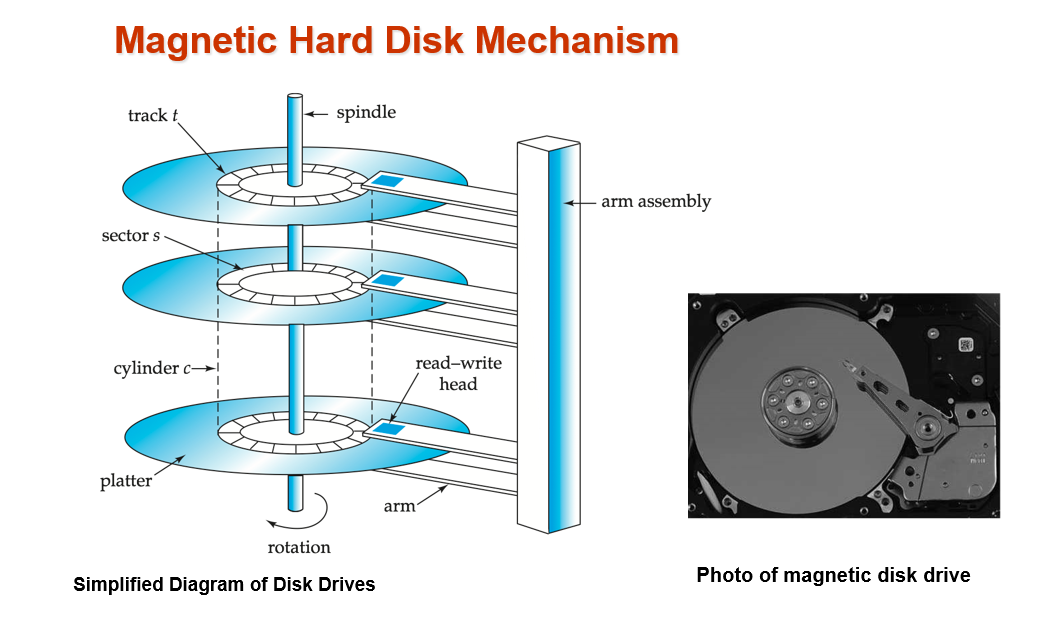 Magnetic Hard Disk Mechanism
track t
spindle
arm assembly
sector s
cylinder c
read–write
head
platter
arm
rotation
Simplified Diagram of Disk Drives
Photo of magnetic disk drive